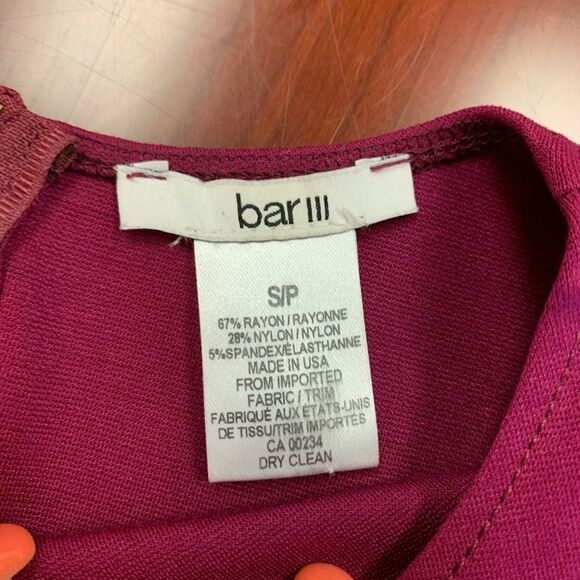 bar III
S/P
67% RAYON / RAYONNE
28% NYLON / NYLON
5%SPANDEX/ÉLASTHANNE
MADE IN USA
FROM IMPORTED
FABRIC / TRIM
FABRIQUÉ AUX ÉTATS-UNIS
DE TISSU/TRIM IMPORTÉS
CA 00234
DRY CLEAN